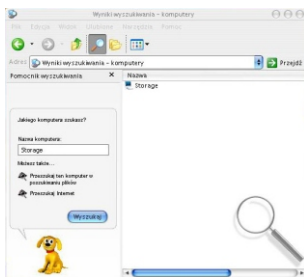 Wyniki wyszukiwania - komputery
Plik Edycja Widok Ulubione Narzędzia Pomoc
Adres Wyniki wyszukiwania - komputery Przejdź
Pomocnik wyszukiwania
Nazwa
Storage
Jakiego komputera szukasz?
Nazwa komputera:
Storage
Możesz także...
Przeszukaj ten komputer w
poszukiwaniu plików
Przeszukaj Internet
Wyszukaj